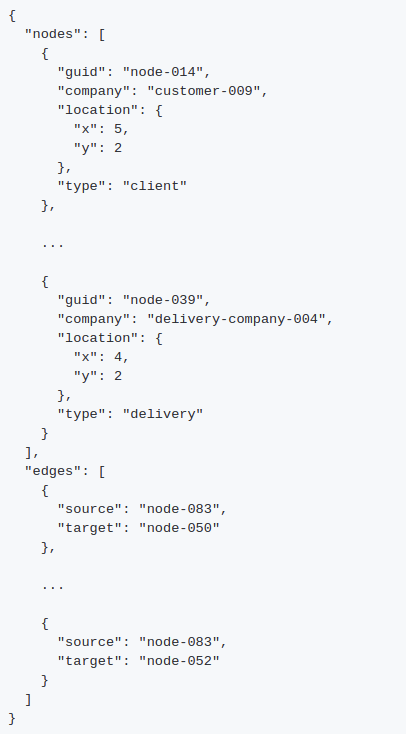 {
  "nodes": [
    {
      "guid": "node-014",
      "company": "customer-009",
      "location": {
        "x": 5,
        "y": 2
      },
      "type": "client"
    },

    ...

    {
      "guid": "node-039",
      "company": "delivery-company-004",
      "location": {
        "x": 4,
        "y": 2
      },
      "type": "delivery"
    }
  ],
  "edges": [
    {
      "source": "node-083",
      "target": "node-050"
    },

    ...

    {
      "source": "node-083",
      "target": "node-052"
    }
  ]
}